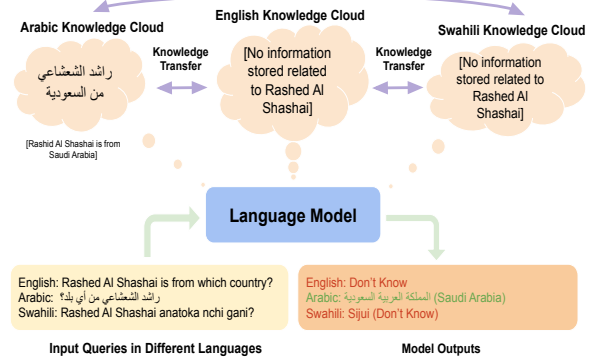 Arabic Knowledge Cloud
English Knowledge Cloud
Swahili Knowledge Cloud
راشد الشعشاعي
من السعودية
[Rashid Al Shashai is from
Saudi Arabia]
Knowledge
Transfer
[No information
stored related
to Rashed Al
Shashai]
Knowledge
Transfer
[No information
stored related to
Rashed Al
Shashai]
Language Model
English: Rashed Al Shashai is from which country?
Arabic: راشد الشعشاعي من أي بلد؟
Swahili: Rashed Al Shashai anatoka nchi gani?
Input Queries in Different Languages
English: Don't Know
Arabic: المملكة العربية السعودية (Saudi Arabia)
Swahili: Sijui (Don't Know)
Model Outputs